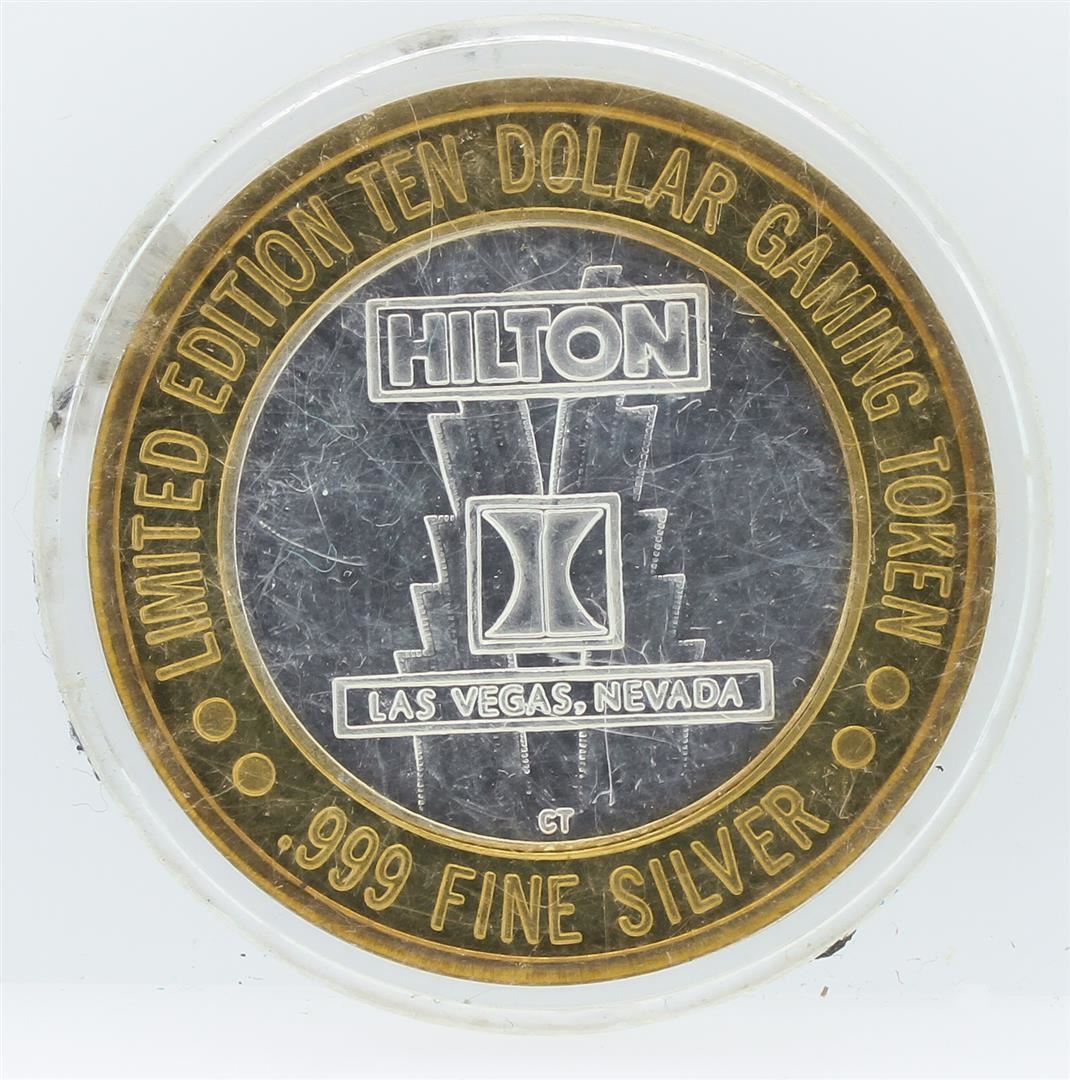 LIMITED EDITION TEN DOLLAR GAMING TOKEN
HILTON
LAS VEGAS, NEVADA
CT
.999 FINE SILVER